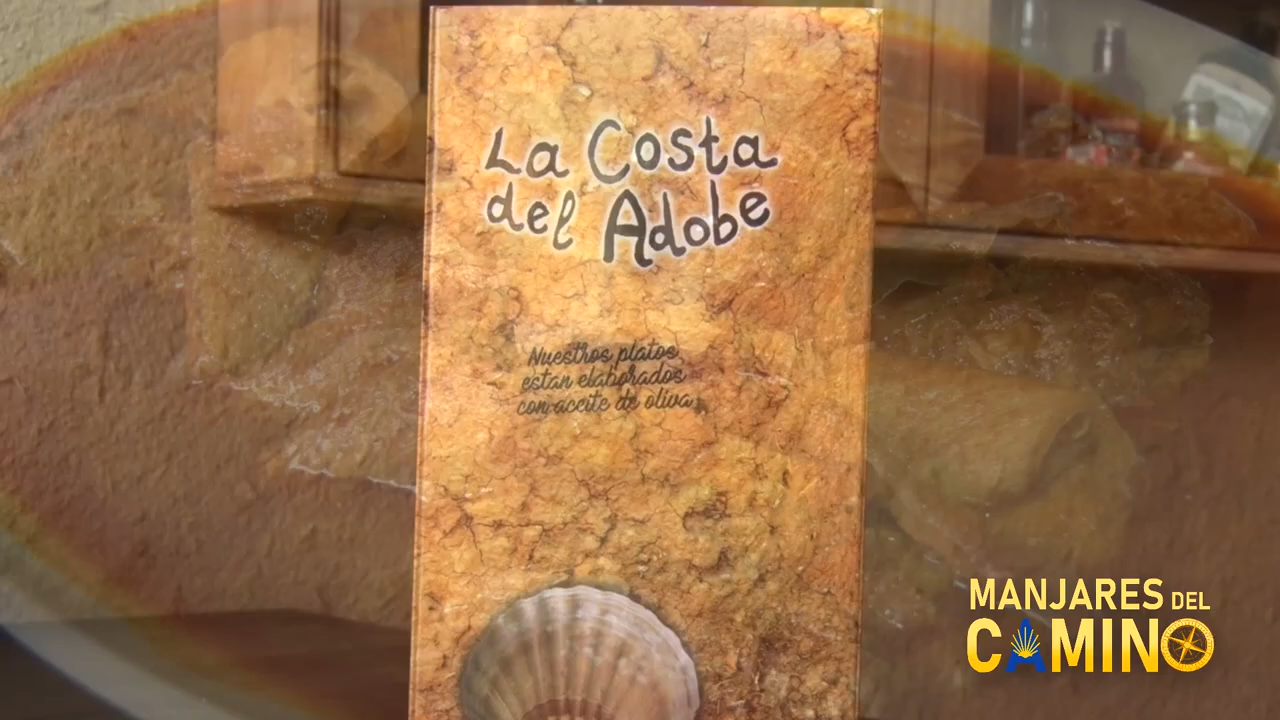 La Costa
del Adobe
Nuestros platos
estan elaborados
con aceite de oliva
MANJARES DEL
CAMINO